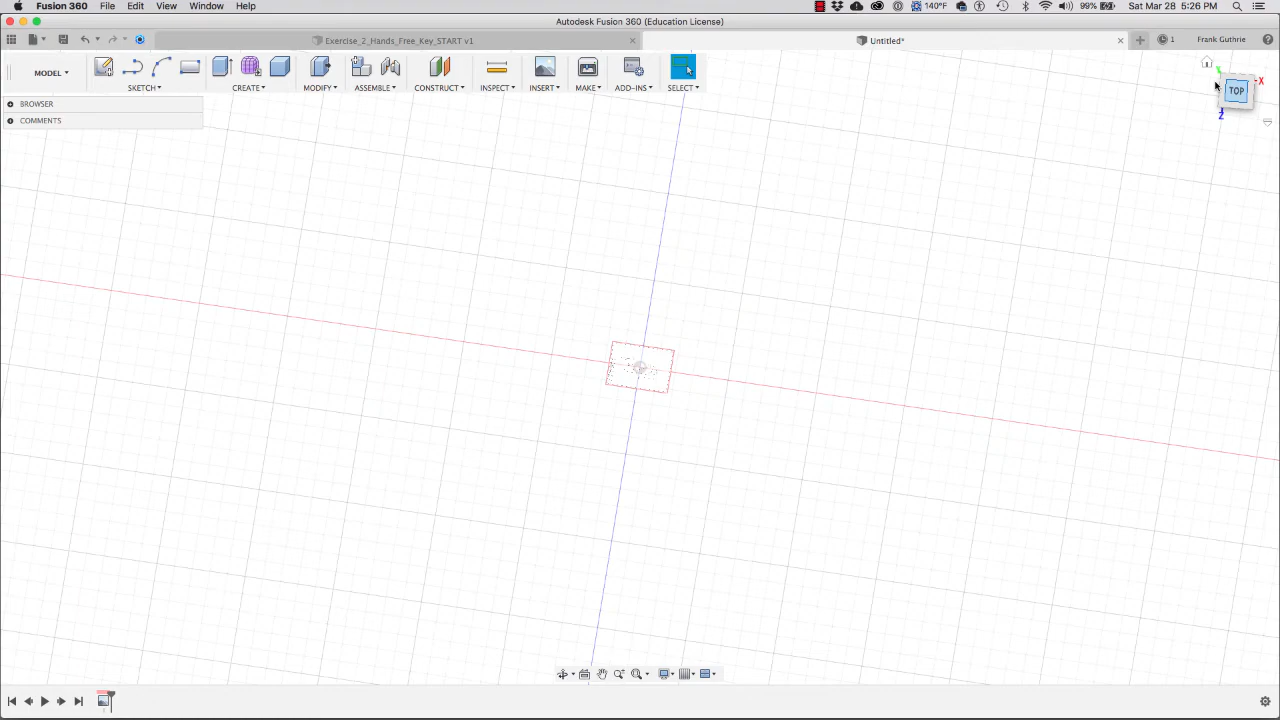 Fusion 360 File Edit View Window Help 140°F 99% Sat Mar 28 5:26 PM
Autodesk Fusion 360 (Education License)
Exercise_2_Hands_Free_Key_START v1 Untitled* 1 Frank Guthrie
MODEL
SKETCH CREATE MODIFY ASSEMBLE CONSTRUCT INSPECT INSERT MAKE ADD-INS SELECT
X
TOP
Z
BROWSER
COMMENTS